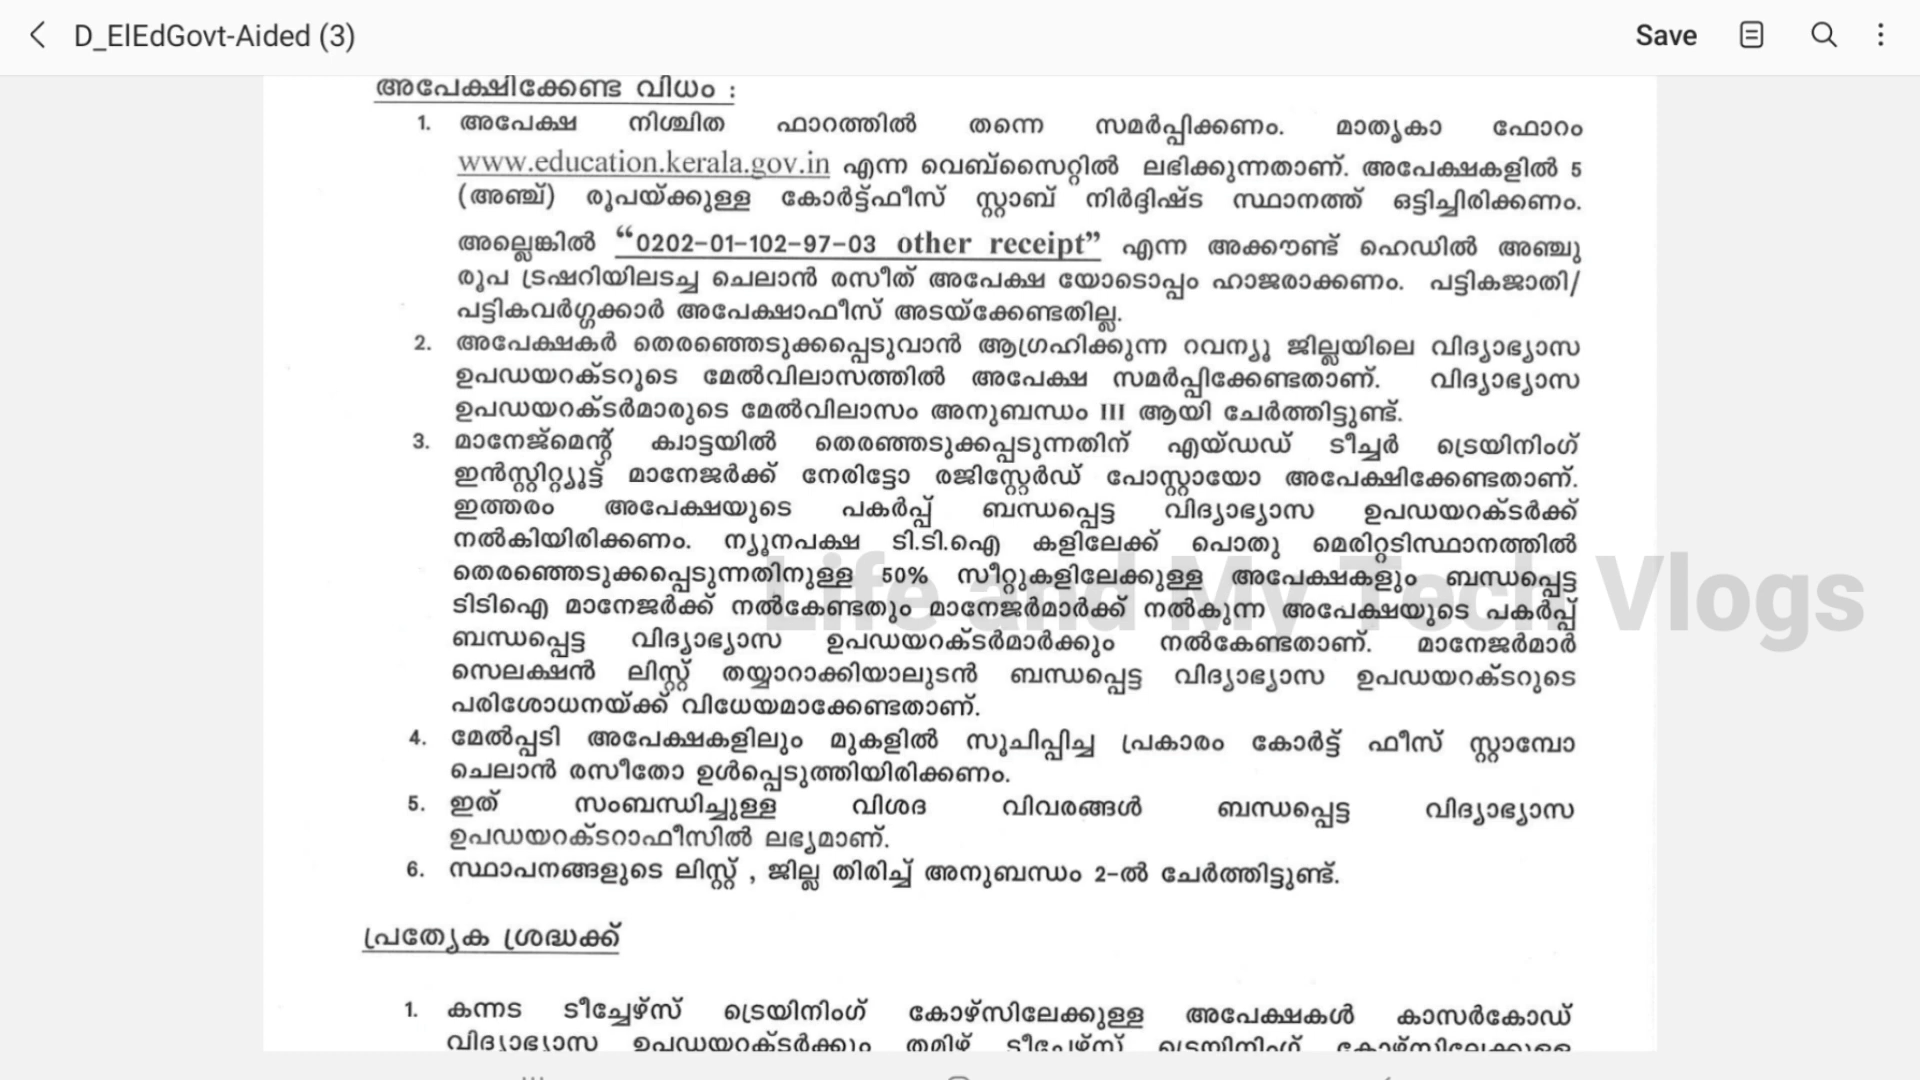 D_ElEdGovt-Aided (3)
Save
അപേക്ഷിക്കേണ്ട വിധം :
1. അപേക്ഷ നിശ്ചിത ഫാറത്തിൽ തന്നെ സമർപ്പിക്കണം. മാതൃകാ ഫോറം
www.education.kerala.gov.in എന്ന വെബ്സൈറ്റിൽ ലഭിക്കുന്നതാണ്. അപേക്ഷകളിൽ 5
(അഞ്ച്) രൂപയ്ക്കുള്ള കോർട്ട്ഫീസ് സ്റ്റാബ് നിർദ്ദിഷ്ട സ്ഥാനത്ത് ഒട്ടിച്ചിരിക്കണം.
അല്ലെങ്കിൽ “0202-01-102-97-03 other receipt” എന്ന അക്കൗണ്ട് ഹെഡിൽ അഞ്ചു
രൂപ ട്രഷറിയിലടച്ച ചെലാൻ രസീത് അപേക്ഷ യോടൊപ്പം ഹാജരാക്കണം. പട്ടികജാതി/
പട്ടികവർഗ്ഗക്കാർ അപേക്ഷാഫീസ് അടയ്ക്കേണ്ടതില്ല.
2. അപേക്ഷകർ തെരഞ്ഞെടുക്കപ്പെടുവാൻ ആഗ്രഹിക്കുന്ന റവന്യൂ ജില്ലയിലെ വിദ്യാഭ്യാസ
ഉപഡയറക്ടറുടെ മേൽവിലാസത്തിൽ അപേക്ഷ സമർപ്പിക്കേണ്ടതാണ്. വിദ്യാഭ്യാസ
ഉപഡയറക്ടർമാരുടെ മേൽവിലാസം അനുബന്ധം III ആയി ചേർത്തിട്ടുണ്ട്.
3. മാനേജ്മെന്റ് ക്വാട്ടയിൽ തെരഞ്ഞടുക്കപ്പടുന്നതിന് എയ്ഡഡ് ടീച്ചർ ട്രെയിനിംഗ്
ഇൻസ്റ്റിറ്റ്യൂട്ട് മാനേജർക്ക് നേരിട്ടോ രജിസ്റ്റേർഡ് പോസ്റ്റായോ അപേക്ഷിക്കേണ്ടതാണ്.
ഇത്തരം അപേക്ഷയുടെ പകർപ്പ് ബന്ധപ്പെട്ട വിദ്യാഭ്യാസ ഉപഡയറക്ടർക്ക്
നൽകിയിരിക്കണം. ന്യൂനപക്ഷ ടി.ടി.ഐ കളിലേക്ക് പൊതു മെരിറ്റടിസ്ഥാനത്തിൽ
തെരഞ്ഞെടുക്കപ്പെടുന്നതിനുള്ള 50% സീറ്റുകളിലേക്കുള്ള അപേക്ഷകളും ബന്ധപ്പെട്ട
ടിടിഐ മാനേജർക്ക് നൽകേണ്ടതും മാനേജർമാർക്ക് നൽകുന്ന അപേക്ഷയുടെ പകർപ്പ്
Life and My Tech Vlogs
ബന്ധപ്പെട്ട വിദ്യാഭ്യാസ ഉപഡയറക്ടർമാർക്കും നൽകേണ്ടതാണ്. മാനേജർമാർ
സെലക്ഷൻ ലിസ്റ്റ് തയ്യാറാക്കിയാലുടൻ ബന്ധപ്പെട്ട വിദ്യാഭ്യാസ ഉപഡയറക്ടറുടെ
പരിശോധനയ്ക്ക് വിധേയമാക്കേണ്ടതാണ്.
4. മേൽപ്പടി അപേക്ഷകളിലും മുകളിൽ സൂചിപ്പിച്ച പ്രകാരം കോർട്ട് ഫീസ് സ്റ്റാമ്പോ
ചെലാൻ രസീതോ ഉൾപ്പെടുത്തിയിരിക്കണം.
5. ഇത് സംബന്ധിച്ചുള്ള വിശദ വിവരങ്ങൾ ബന്ധപ്പെട്ട വിദ്യാഭ്യാസ
ഉപഡയറക്ടറാഫീസിൽ ലഭ്യമാണ്.
6. സ്ഥാപനങ്ങളുടെ ലിസ്റ്റ് , ജില്ല തിരിച്ച് അനുബന്ധം 2-ൽ ചേർത്തിട്ടുണ്ട്.
പ്രത്യേക ശ്രദ്ധക്ക്
1. കന്നട ടീച്ചേഴ്സ് ട്രെയിനിംഗ് കോഴ്സിലേക്കുള്ള അപേക്ഷകൾ കാസർകോഡ്
വിദ്യാഭ്യാസ ഉപഡയറക്ടർക്കും തമിഴ് ടീച്ചേഴ്സ് ട്രെയിനിംഗ് കോഴ്സിലേക്കുള്ള